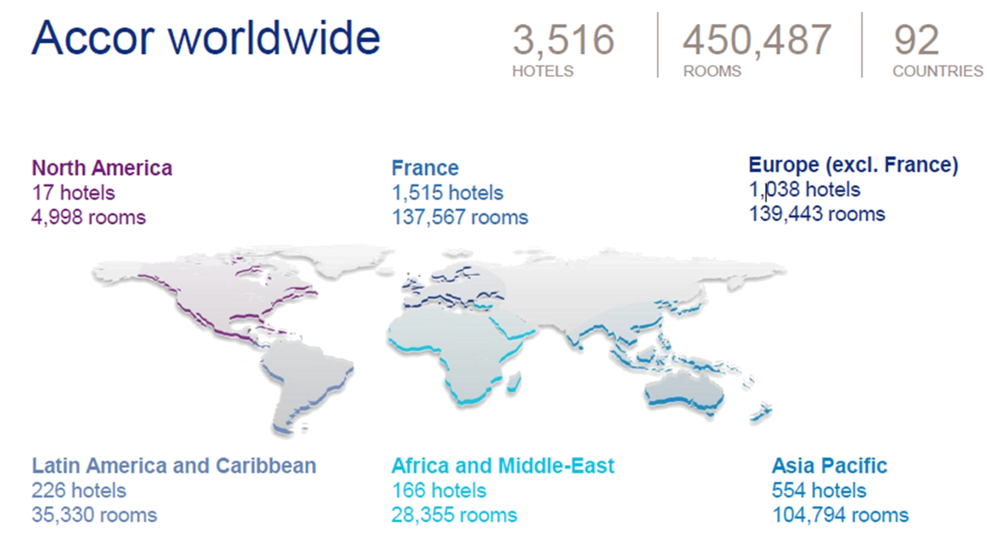 Accor worldwide
3,516
HOTELS
450,487
ROOMS
92
COUNTRIES
North America
17 hotels
4,998 rooms
France
1,515 hotels
137,567 rooms
Europe (excl. France)
1,038 hotels
139,443 rooms
Latin America and Caribbean
226 hotels
35,330 rooms
Africa and Middle-East
166 hotels
28,355 rooms
Asia Pacific
554 hotels
104,794 rooms